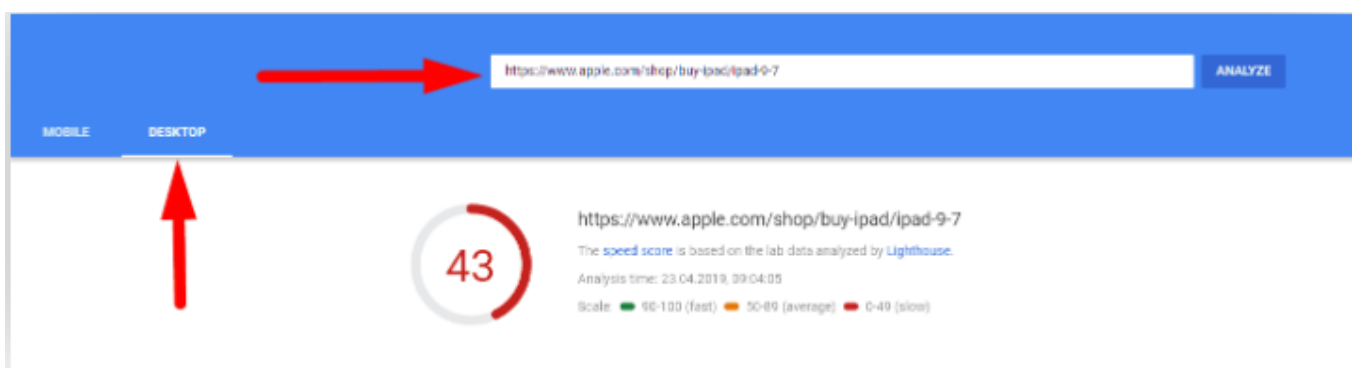 https://www.apple.com/shop/buy-ipad/ipad-9-7
ANALYZE
MOBILE
DESKTOP
43
https://www.apple.com/shop/buy-ipad/ipad-9-7
The speed score is based on the lab data analyzed by Lighthouse.
Analysis time: 23.04.2019, 09:04:05
Scale: 90-100 (fast) 50-89 (average) 0-49 (slow)